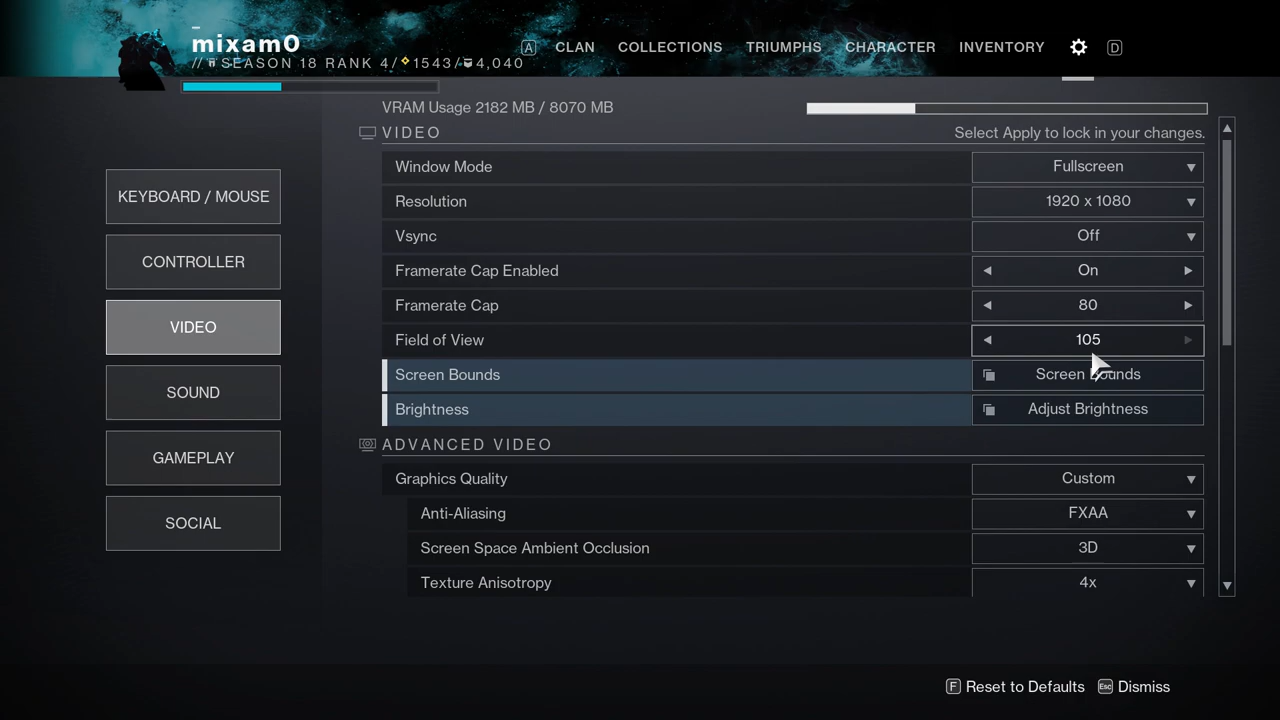 mixam0
// SEASON 18 RANK 4/ 1543/ 4,040
A CLAN COLLECTIONS TRIUMPHS CHARACTER INVENTORY D
VRAM Usage 2182 MB / 8070 MB
VIDEO
Select Apply to lock in your changes.
KEYBOARD / MOUSE
CONTROLLER
VIDEO
SOUND
GAMEPLAY
SOCIAL
Window Mode Fullscreen
Resolution 1920 x 1080
Vsync Off
Framerate Cap Enabled On
Framerate Cap 80
Field of View 105
Screen Bounds Screen Bounds
Brightness Adjust Brightness
ADVANCED VIDEO
Graphics Quality Custom
Anti-Aliasing FXAA
Screen Space Ambient Occlusion 3D
Texture Anisotropy 4x
F Reset to Defaults Esc Dismiss